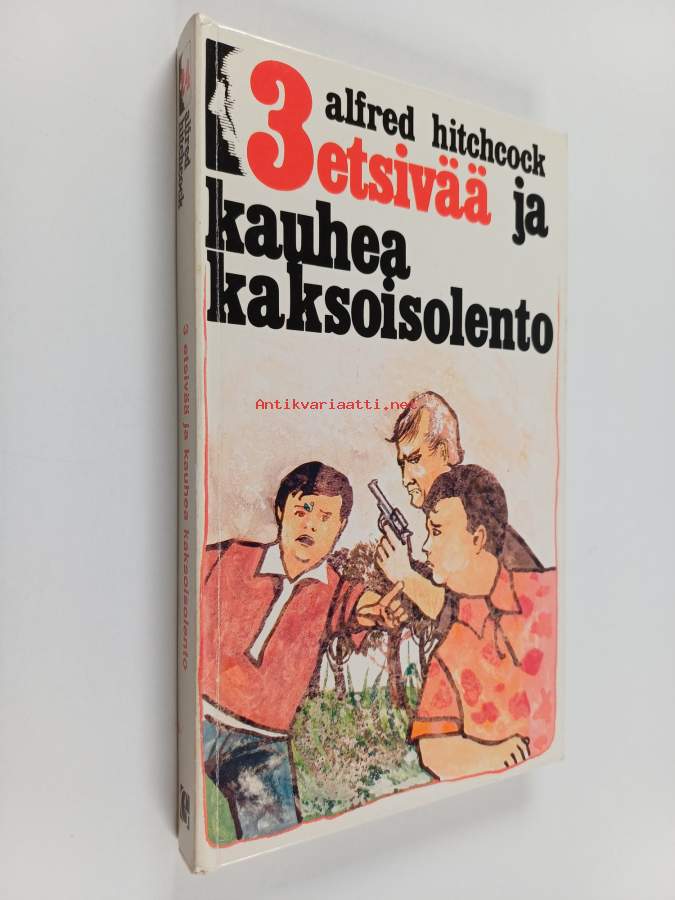 alfred hitchcock
3 etsivää ja
kauhea
kaksoisolento
Antikvariaatti.net
alfred
hitchcock
3 etsivää ja kauhea kaksoisolento